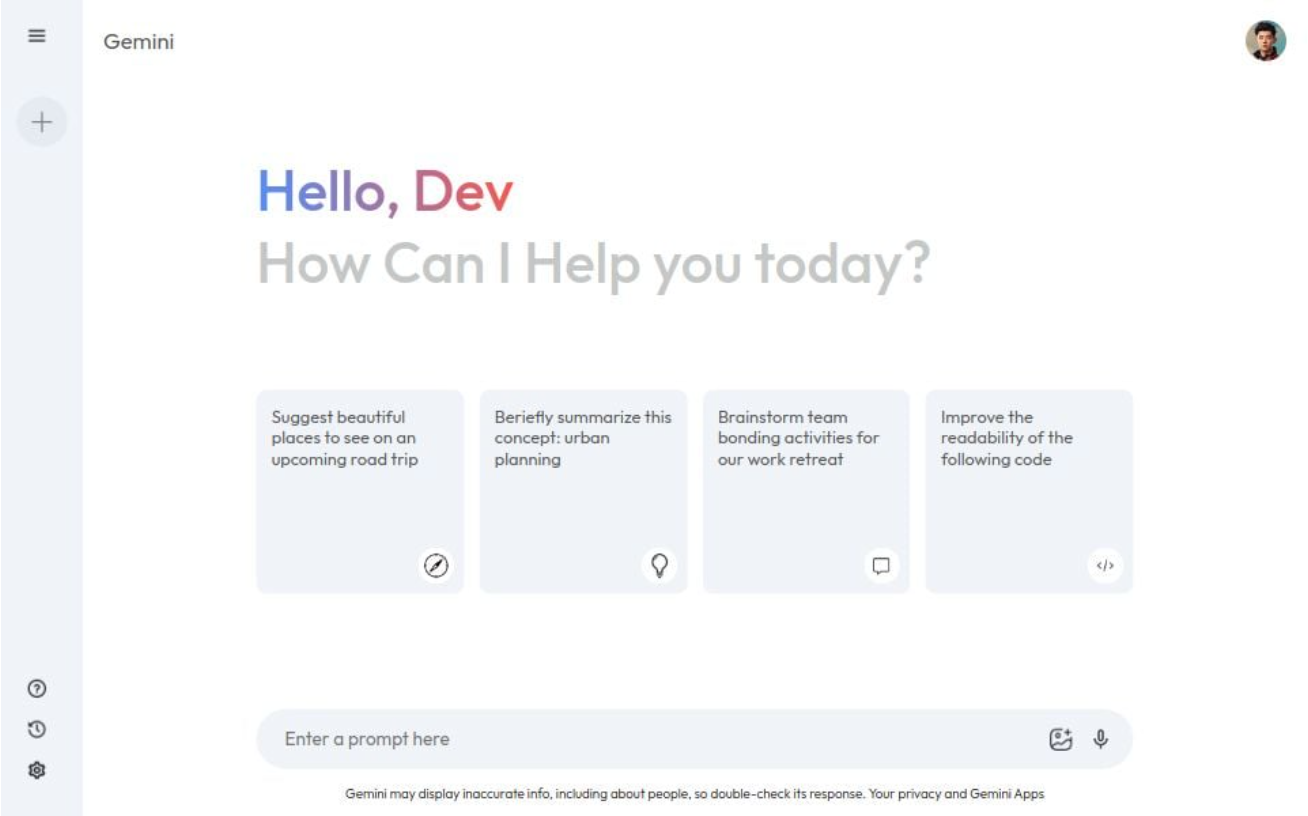 Gemini
Hello, Dev
How Can I Help you today?
Suggest beautiful
places to see on an
upcoming road trip
Beriefly summarize this
concept: urban
planning
Brainstorm team
bonding activities for
our work retreat
Improve the
readability of the
following code
Enter a prompt here
Gemini may display inaccurate info, including about people, so double-check its response. Your privacy and Gemini Apps